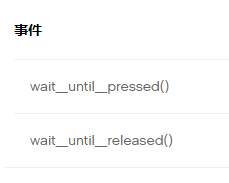 事件
wait_until_pressed()
wait_until_released()